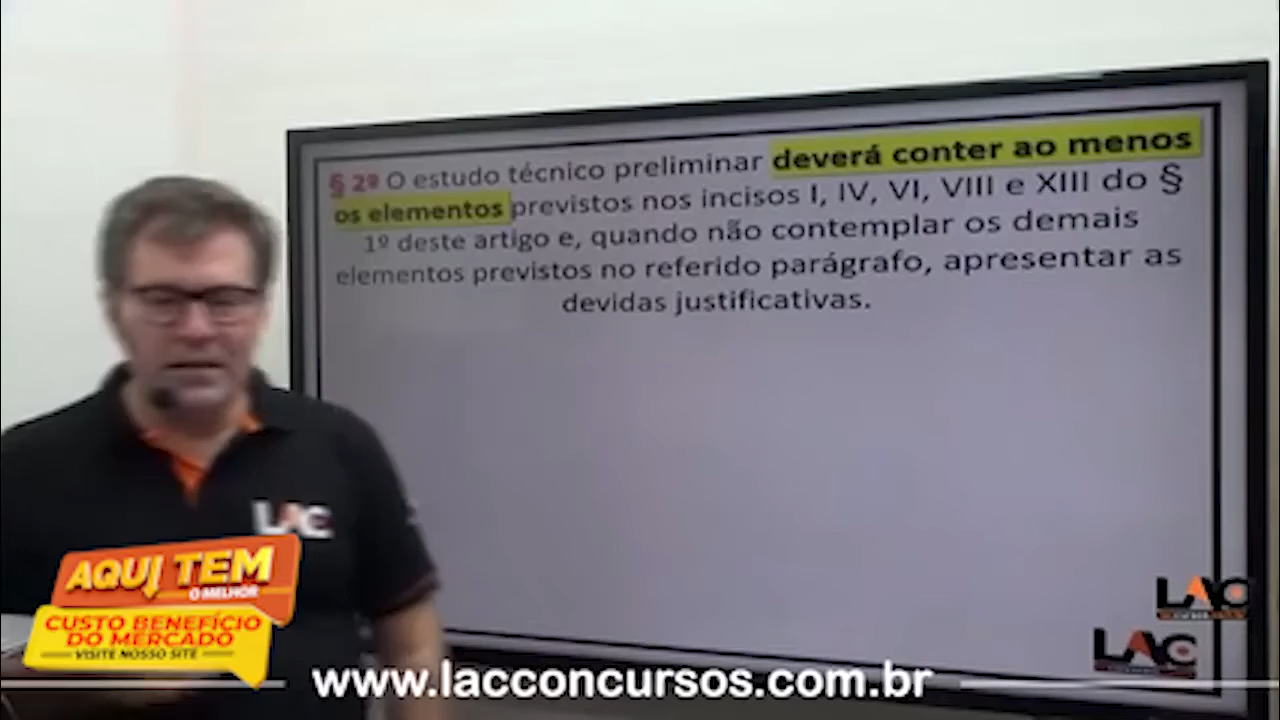 § 2º O estudo técnico preliminar deverá conter ao menos
os elementos previstos nos incisos I, IV, VI, VIII e XIII do §
1º deste artigo e, quando não contemplar os demais
elementos previstos no referido parágrafo, apresentar as
devidas justificativas.
LAC
AQUI TEM
O MELHOR
CUSTO BENEFÍCIO
DO MERCADO
VISITE NOSSO SITE
LAC
LAC
www.lacconcursos.com.br